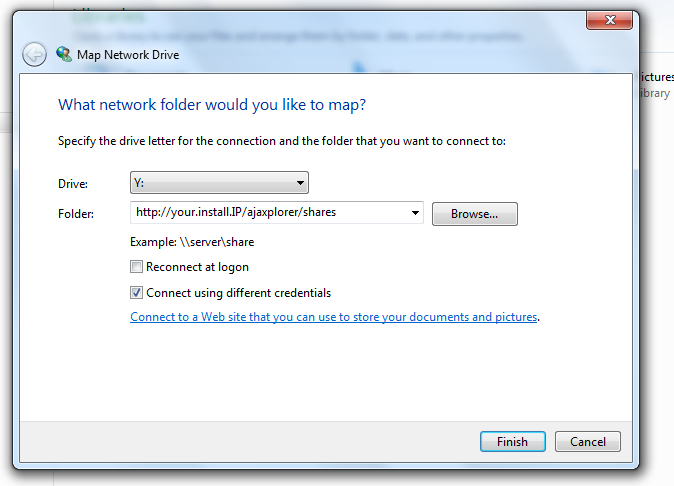 Libraries
Map Network Drive
ictures
ibrary
What network folder would you like to map?
Specify the drive letter for the connection and the folder that you want to connect to:
Drive: Y:
Folder: http://your.install.IP/ajaxplorer/shares Browse...
Example: \\server\share
Reconnect at logon
Connect using different credentials
Connect to a Web site that you can use to store your documents and pictures.
Finish Cancel